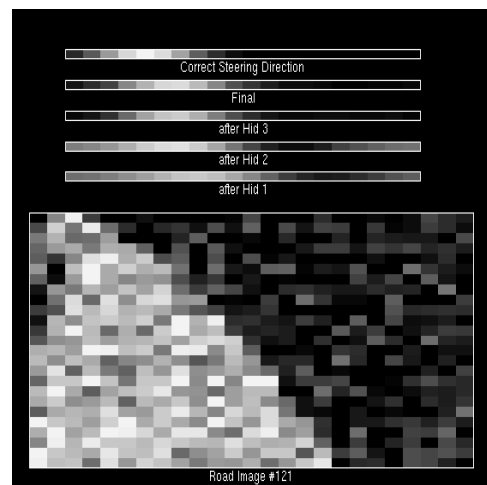 Correct Steering Direction
Final
after Hid 3
after Hid 2
after Hid 1
Road Image #121